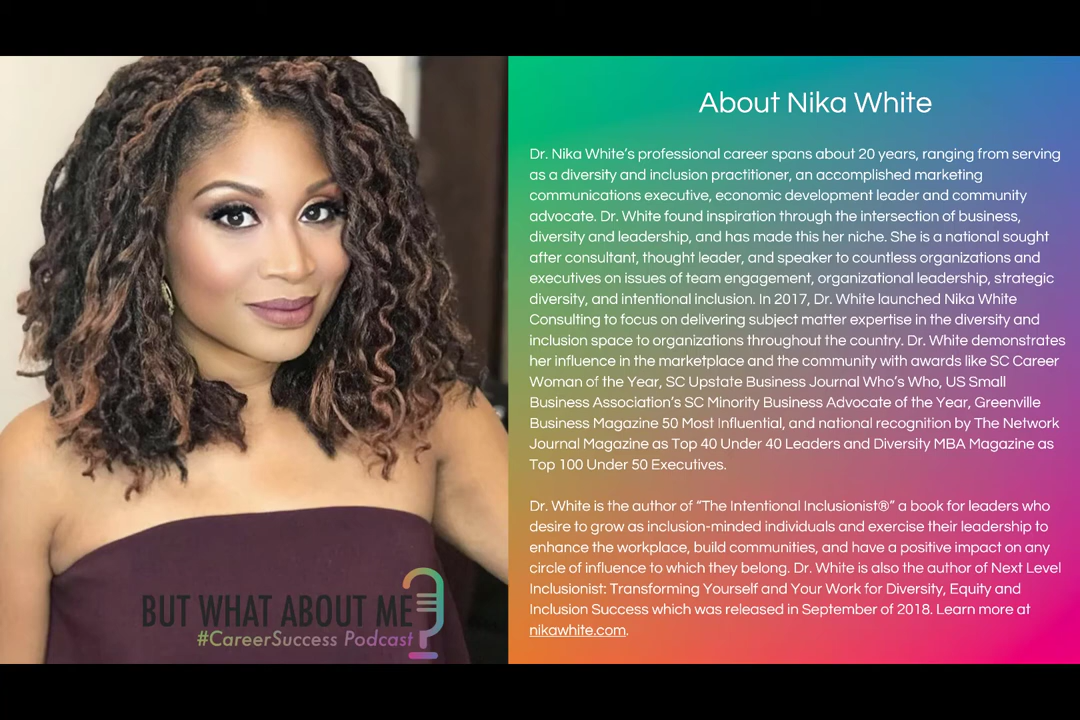 About Nika White
Dr. Nika White's professional career spans about 20 years, ranging from serving
as a diversity and inclusion practitioner, an accomplished marketing
communications executive, economic development leader and community
advocate. Dr. White found inspiration through the intersection of business,
diversity and leadership, and has made this her niche. She is a national sought
after consultant, thought leader, and speaker to countless organizations and
executives on issues of team engagement, organizational leadership, strategic
diversity, and intentional inclusion. In 2017, Dr. White launched Nika White
Consulting to focus on delivering subject matter expertise in the diversity and
inclusion space to organizations throughout the country. Dr. White demonstrates
her influence in the marketplace and the community with awards like SC Career
Woman of the Year, SC Upstate Business Journal Who's Who, US Small
Business Association's SC Minority Business Advocate of the Year, Greenville
Business Magazine 50 Most Influential, and national recognition by The Network
Journal Magazine as Top 40 Under 40 Leaders and Diversity MBA Magazine as
Top 100 Under 50 Executives.
Dr. White is the author of "The Intentional Inclusionist®" a book for leaders who
desire to grow as inclusion-minded individuals and exercise their leadership to
enhance the workplace, build communities, and have a positive impact on any
circle of influence to which they belong. Dr. White is also the author of Next Level
Inclusionist: Transforming Yourself and Your Work for Diversity, Equity and
Inclusion Success which was released in September of 2018. Learn more at
nikawhite.com.
BUT WHAT ABOUT ME?
#CareerSuccess Podcast